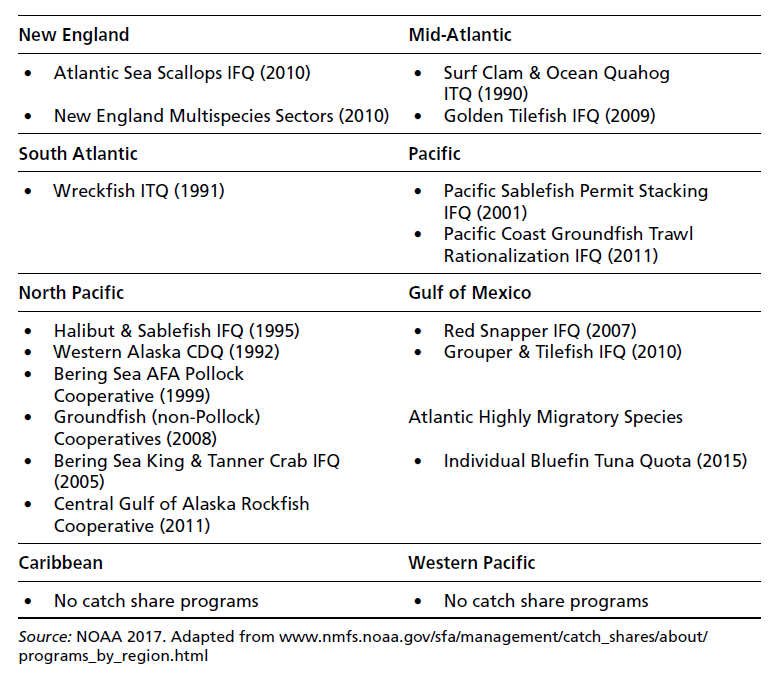 New England
• Atlantic Sea Scallops IFQ (2010)
• New England Multispecies Sectors (2010)
Mid-Atlantic
• Surf Clam & Ocean Quahog
ITQ (1990)
• Golden Tilefish IFQ (2009)
South Atlantic
• Wreckfish ITQ (1991)
Pacific
• Pacific Sablefish Permit Stacking
IFQ (2001)
• Pacific Coast Groundfish Trawl
Rationalization IFQ (2011)
North Pacific
• Halibut & Sablefish IFQ (1995)
• Western Alaska CDQ (1992)
• Bering Sea AFA Pollock
Cooperative (1999)
• Groundfish (non-Pollock)
Cooperatives (2008)
• Bering Sea King & Tanner Crab IFQ
(2005)
• Central Gulf of Alaska Rockfish
Cooperative (2011)
Gulf of Mexico
• Red Snapper IFQ (2007)
• Grouper & Tilefish IFQ (2010)
Atlantic Highly Migratory Species
• Individual Bluefin Tuna Quota (2015)
Caribbean
• No catch share programs
Western Pacific
• No catch share programs
Source: NOAA 2017. Adapted from www.nmfs.noaa.gov/sfa/management/catch_shares/about/
programs_by_region.html